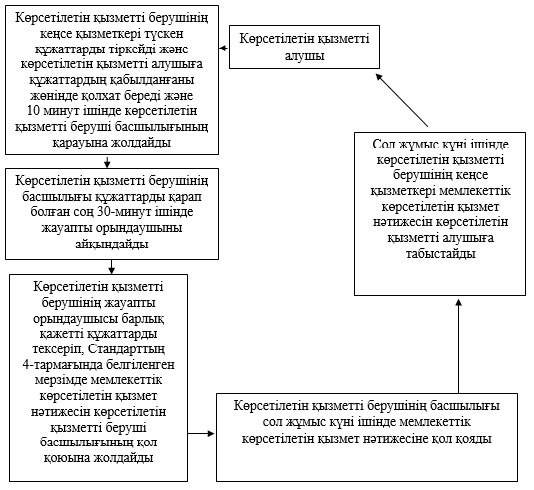 Көрсетілетін қызметті берушінің
кеңсе қызметкері түскен
құжаттарды тіркейді және
көрсетілетін қызметті алушыға
құжаттардың қабылданғаны
жөнінде қолхат береді және
10 минут ішінде көрсетілетін
қызметті беруші басшылығының
қарауына жолдайды
Көрсетілетін қызметті
алушы
Көрсетілетін қызметті берушінің
басшылығы құжаттарды қарап
болған соң 30-минут ішінде
жауапты орындаушыны
айқындайды
Көрсетілетін қызметті
берушінің жауапты
орындаушысы барлық
қажетті құжаттарды
тексеріп, Стандарттың
4-тармағында белгіленген
мерзімде мемлекеттік
көрсетілетін қызмет
нәтижесін көрсетілетін
қызметті беруші
басшылығының қол
қоюына жолдайды
Көрсетілетін қызметті берушінің басшылығы
сол жұмыс күні ішінде мемлекеттік
көрсетілетін қызмет нәтижесіне қол қояды
Сол жұмыс күні ішінде
көрсетілетін қызметті
берушінің кеңсе
қызметкері мемлекеттік
көрсетілетін қызмет
нәтижесін көрсетілетін
қызметті алушыға
табыстайды